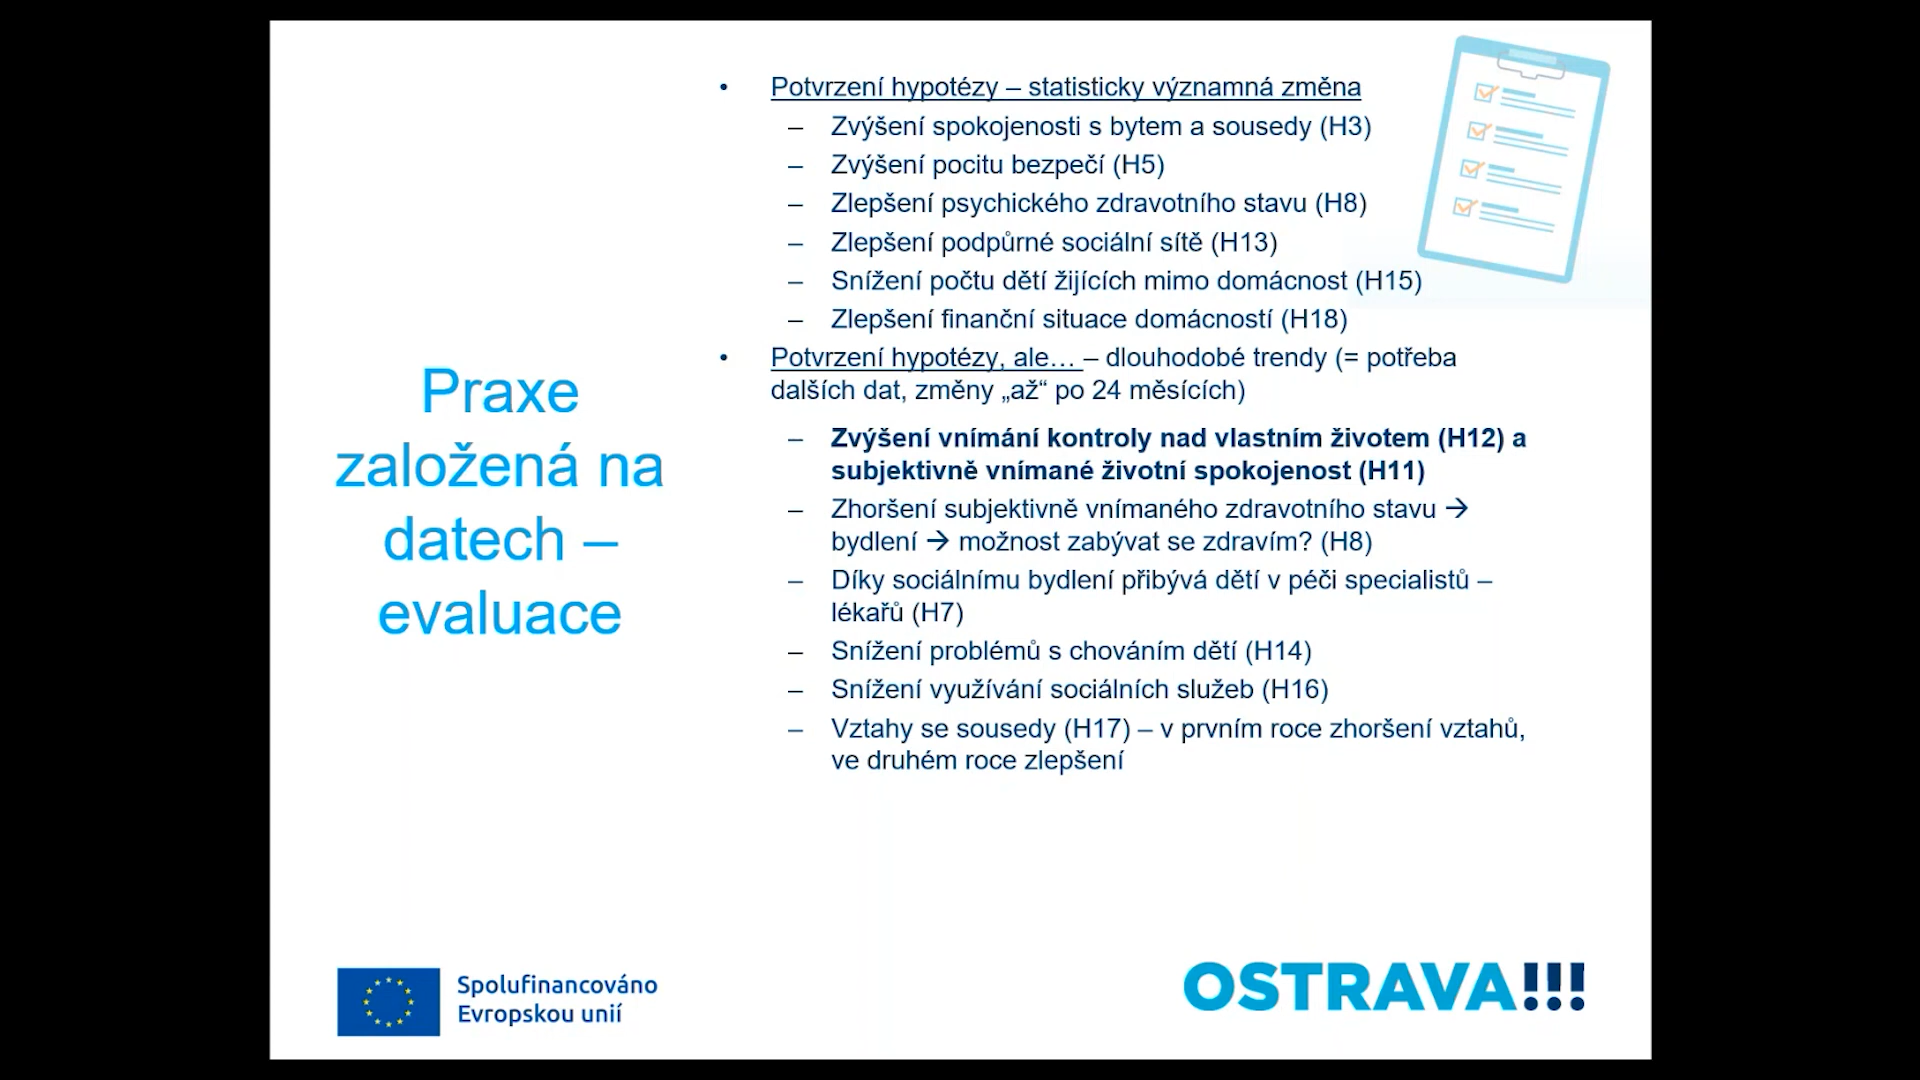 Praxe
založená na
datech –
evaluace
• Potvrzení hypotézy – statisticky významná změna
– Zvýšení spokojenosti s bytem a sousedy (H3)
– Zvýšení pocitu bezpečí (H5)
– Zlepšení psychického zdravotního stavu (H8)
– Zlepšení podpůrné sociální sítě (H13)
– Snížení počtu dětí žijících mimo domácnost (H15)
– Zlepšení finanční situace domácností (H18)
• Potvrzení hypotézy, ale… – dlouhodobé trendy (= potřeba
dalších dat, změny „až“ po 24 měsících)
– Zvýšení vnímání kontroly nad vlastním životem (H12) a
subjektivně vnímané životní spokojenost (H11)
– Zhoršení subjektivně vnímaného zdravotního stavu →
bydlení → možnost zabývat se zdravím? (H8)
– Díky sociálnímu bydlení přibývá dětí v péči specialistů –
lékařů (H7)
– Snížení problémů s chováním dětí (H14)
– Snížení využívání sociálních služeb (H16)
– Vztahy se sousedy (H17) – v prvním roce zhoršení vztahů,
ve druhém roce zlepšení
Spolufinancováno
Evropskou unií
OSTRAVA!!!